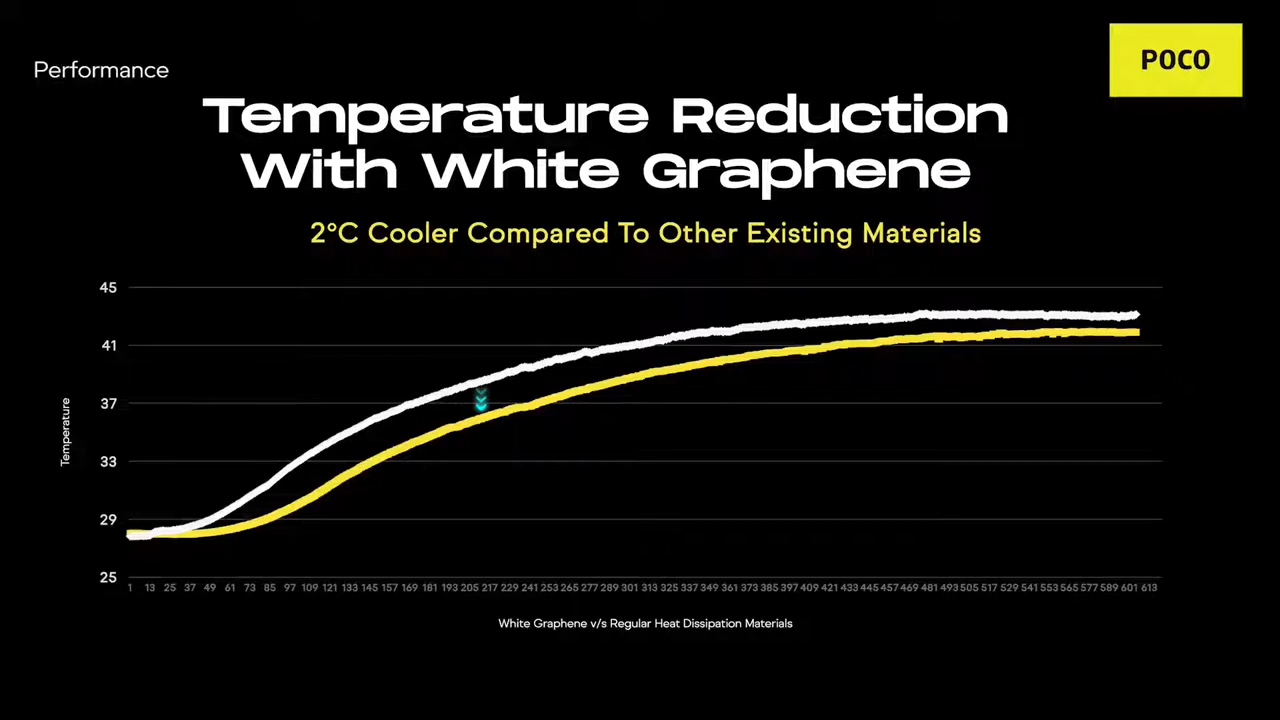 POCO
Performance
Temperature Reduction
With White Graphene
2°C Cooler Compared To Other Existing Materials
45
41
37
33
29
25
Temperature
1 13 25 37 49 61 73 85 97 109 121 133 145 157 169 181 193 205 217 229 241 253 265 277 289 301 313 325 337 349 361 373 385 397 409 421 433 445 457 469 481 493 505 517 529 541 553 565 577 589 601 613
White Graphene v/s Regular Heat Dissipation Materials